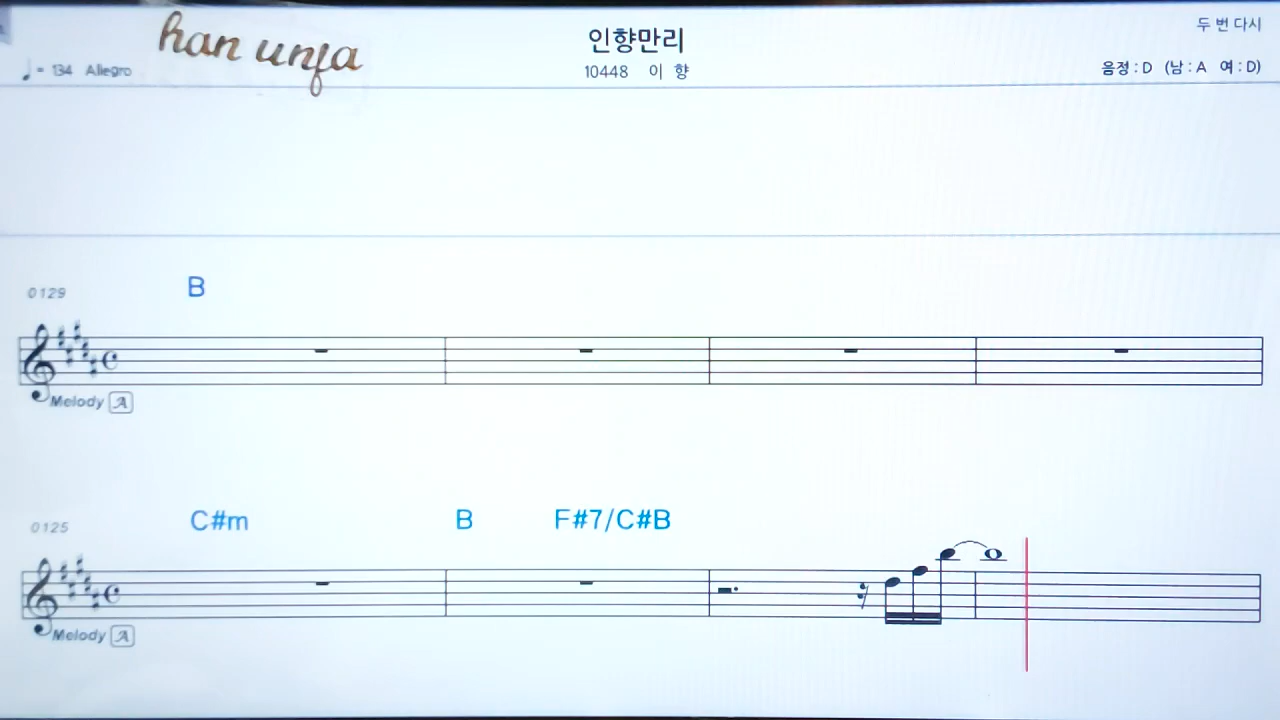 han unja
인향만리
두 번 다시
♩ = 134 Allegro
10448 이 향
음정 : D (남 : A 여 : D)
0129
B
Melody A
0125
C#m B F#7/C#B
Melody A